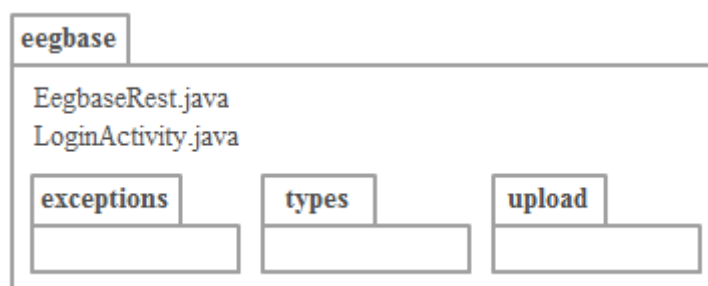 eegbase
EegbaseRest.java
LoginActivity.java
exceptions types upload